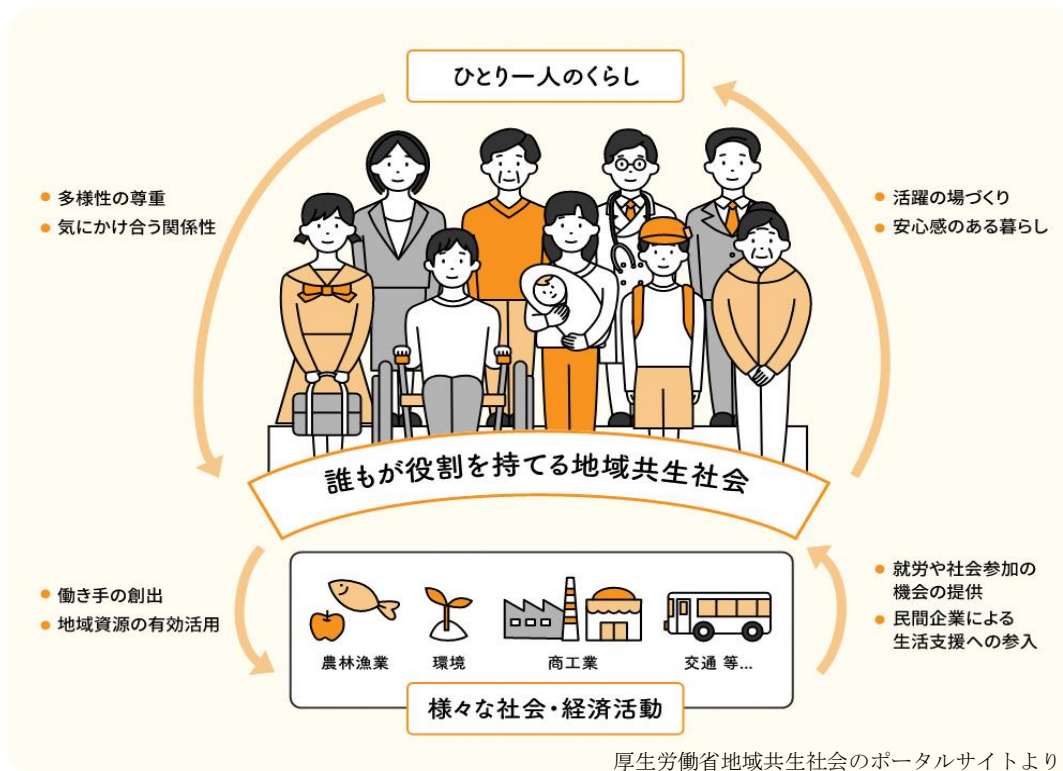 ひとり一人のくらし
● 多様性の尊重
● 気にかけ合う関係性
● 活躍の場づくり
● 安心感のある暮らし
誰もが役割を持てる地域共生社会
● 働き手の創出
● 地域資源の有効活用
● 就労や社会参加の
機会の提供
● 民間企業による
生活支援への参入
農林漁業 環境 商工業 交通 等...
様々な社会・経済活動
厚生労働省地域共生社会のポータルサイトより